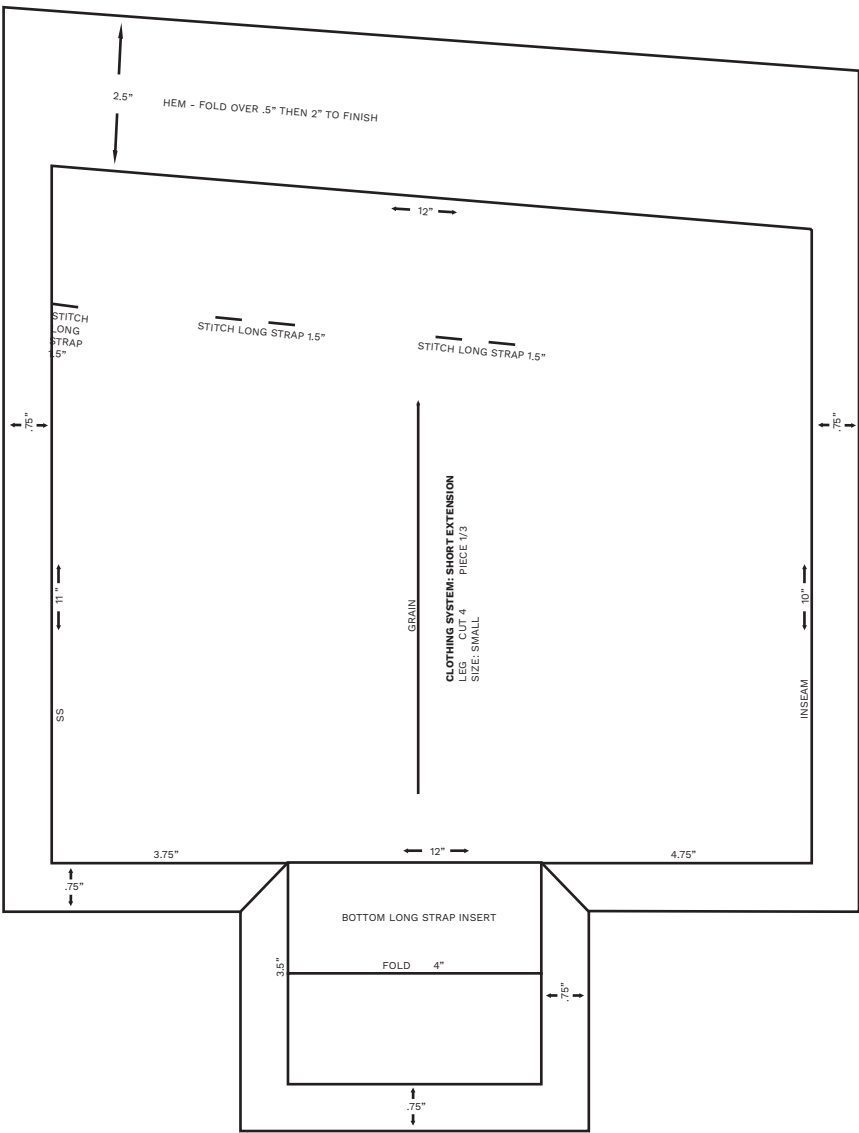 2.5”
HEM - FOLD OVER .5” THEN 2” TO FINISH
12”
STITCH
LONG
STRAP
1.5”
STITCH LONG STRAP 1.5”
STITCH LONG STRAP 1.5”
.75”
.75”
CLOTHING SYSTEM: SHORT EXTENSION
LEG CUT 4 PIECE 1/3
SIZE: SMALL
GRAIN
11 ”
10”
SS
INSEAM
3.75”
12”
4.75”
.75”
BOTTOM LONG STRAP INSERT
3.5”
FOLD 4”
.75”
.75”